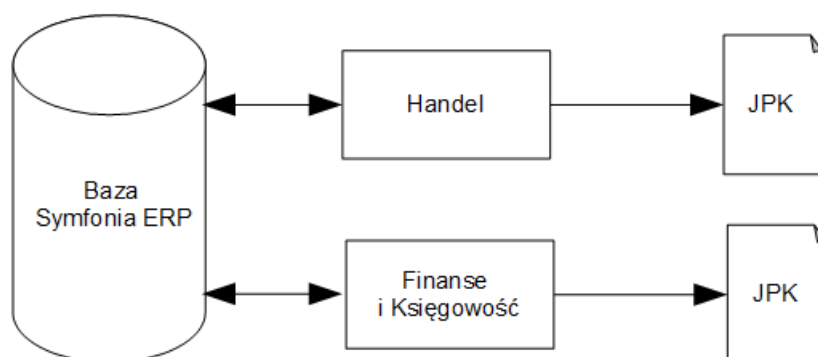 Baza
Symfonia ERP
Handel
JPK
Finanse
i Księgowość
JPK